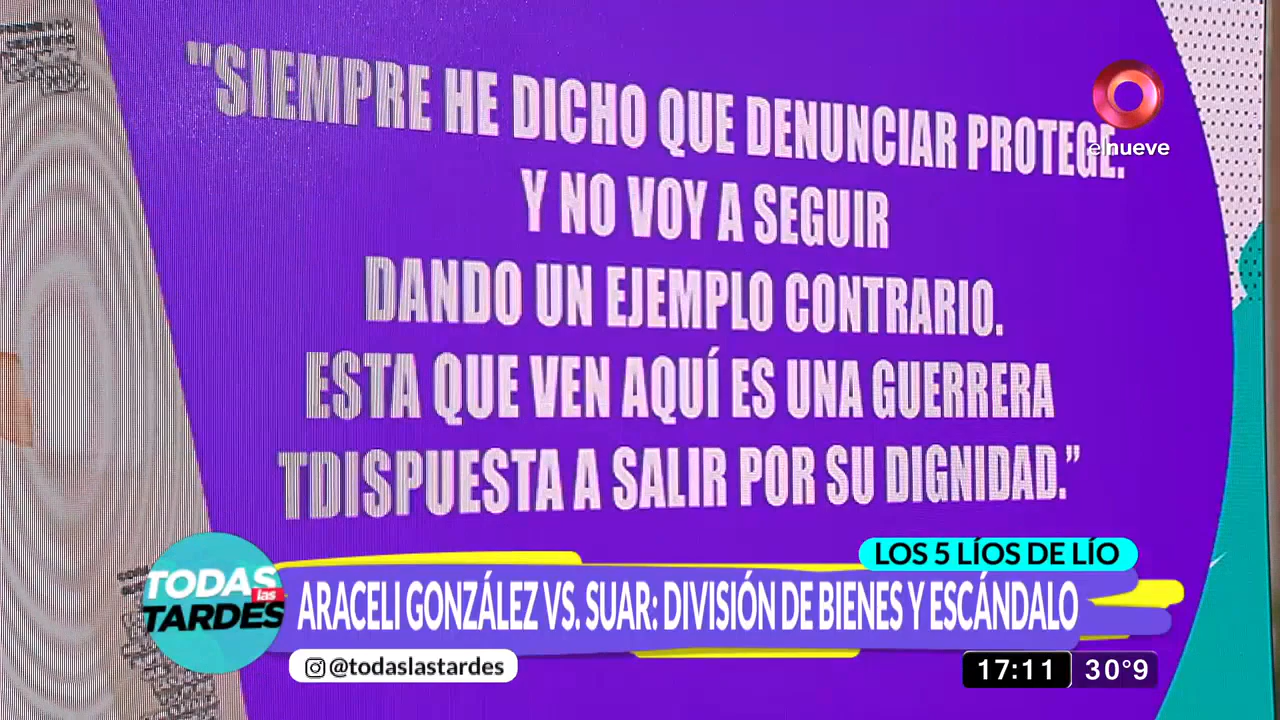 "SIEMPRE HE DICHO QUE DENUNCIAR PROTEGE.
elnueve
Y NO VOY A SEGUIR
DANDO UN EJEMPLO CONTRARIO.
ESTA QUE VEN AQUÍ ES UNA GUERRERA
TDISPUESTA A SALIR POR SU DIGNIDAD.”
LOS 5 LÍOS DE LÍO
TODAS
las
TARDES
ARACELI GONZÁLEZ VS. SUAR: DIVISIÓN DE BIENES Y ESCÁNDALO
@todaslastardes
17:11 30°9